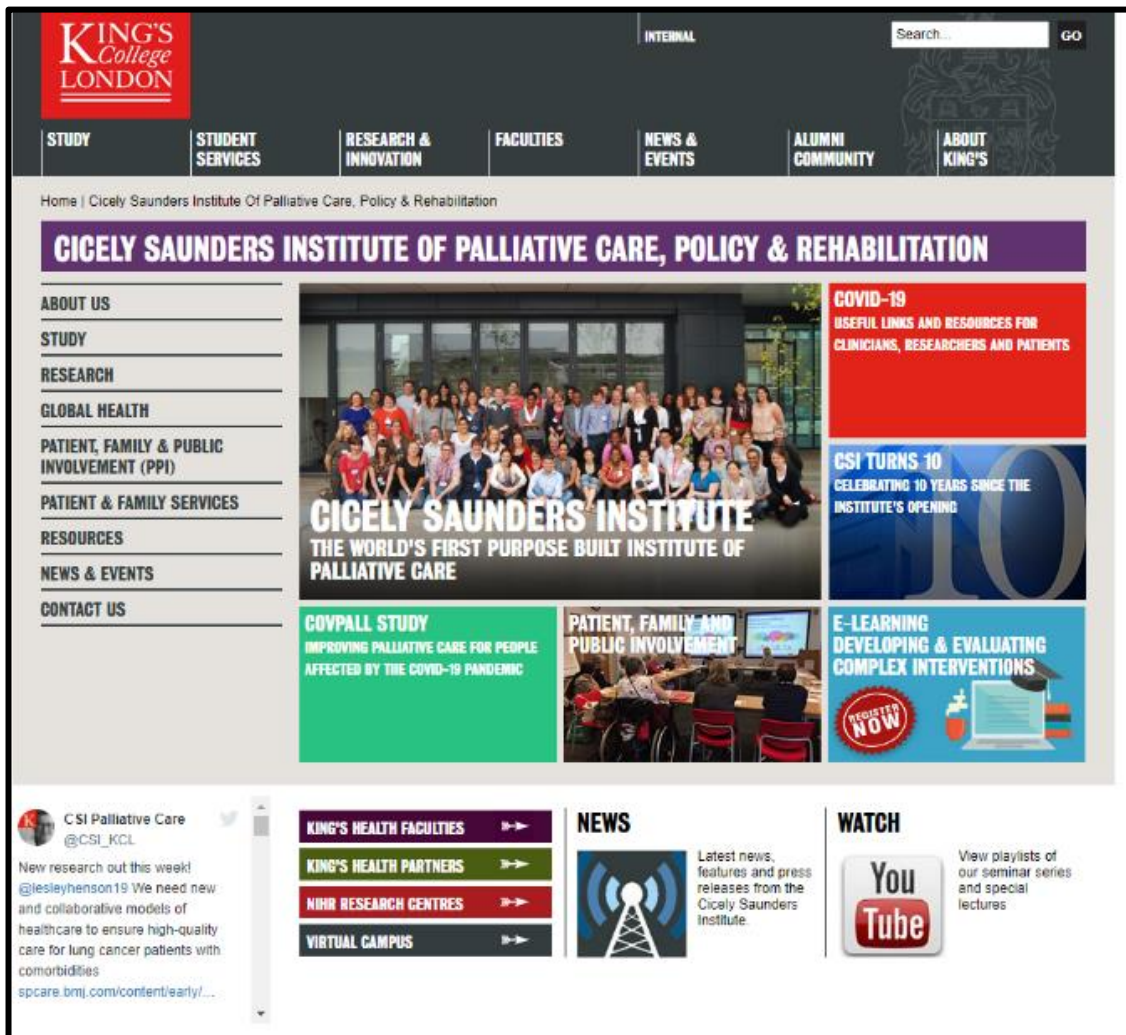 KING'S
College
LONDON
INTERNAL
Search...
GO
STUDY
STUDENT
SERVICES
RESEARCH &
INNOVATION
FACULTIES
NEWS &
EVENTS
ALUMNI
COMMUNITY
ABOUT
KING'S
Home | Cicely Saunders Institute Of Palliative Care, Policy & Rehabilitation
CICELY SAUNDERS INSTITUTE OF PALLIATIVE CARE, POLICY & REHABILITATION
ABOUT US
STUDY
RESEARCH
GLOBAL HEALTH
PATIENT, FAMILY & PUBLIC
INVOLVEMENT (PPI)
PATIENT & FAMILY SERVICES
RESOURCES
NEWS & EVENTS
CONTACT US
CICELY SAUNDERS INSTITUTE
THE WORLD'S FIRST PURPOSE BUILT INSTITUTE OF
PALLIATIVE CARE
COVID-19
USEFUL LINKS AND RESOURCES FOR
CLINICIANS, RESEARCHERS AND PATIENTS
CSI TURNS 10
CELEBRATING 10 YEARS SINCE THE
INSTITUTE'S OPENING
10
COVPALL STUDY
IMPROVING PALLIATIVE CARE FOR PEOPLE
AFFECTED BY THE COVID-19 PANDEMIC
PATIENT, FAMILY AND
PUBLIC INVOLVEMENT
E-LEARNING
DEVELOPING & EVALUATING
COMPLEX INTERVENTIONS
REGISTER
NOW
CSI Palliative Care
@CSI_KCL
New research out this week!
@lesleyhenson19 We need new
and collaborative models of
healthcare to ensure high-quality
care for lung cancer patients with
comorbidities
spcare.bmj.com/content/early/...
KING'S HEALTH FACULTIES
KING'S HEALTH PARTNERS
NIHR RESEARCH CENTRES
VIRTUAL CAMPUS
NEWS
Latest news,
features and press
releases from the
Cicely Saunders
Institute.
WATCH
You
Tube
View playlists of
our seminar series
and special
lectures